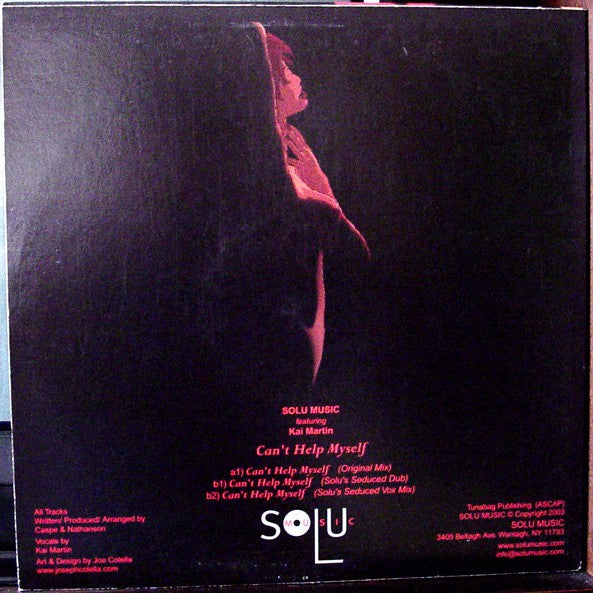 SOLU MUSIC
featuring
Kai Martin
Can't Help Myself
a1) Can't Help Myself (Original Mix)
b1) Can't Help Myself (Solu's Seduced Dub)
b2) Can't Help Myself (Solu's Seduced Vox Mix)
SOLU
MUSIC
All Tracks
Written/ Produced/ Arranged by
Caspe & Nathanson
Vocals by
Kai Martin
Art & Design by Joe Colella
www.josephcolella.com
Tunabag Publishing. (ASCAP)
SOLU MUSIC © Copyright 2003
SOLU MUSIC
3405 Beltagh Ave. Wantagh, NY 11793
www.solumusic.com
info@solumusic.com